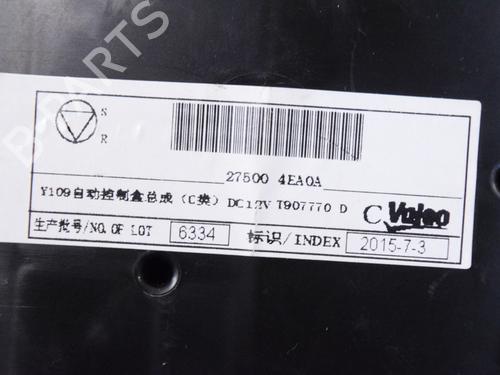 B-PARTS
S
R
27500 4EA0A
Y109自动控制盒总成 (C类) DC12V T907770 D
C Valeo
生产批号/NO.OF LOT 6334 标识/INDEX 2015-7-3